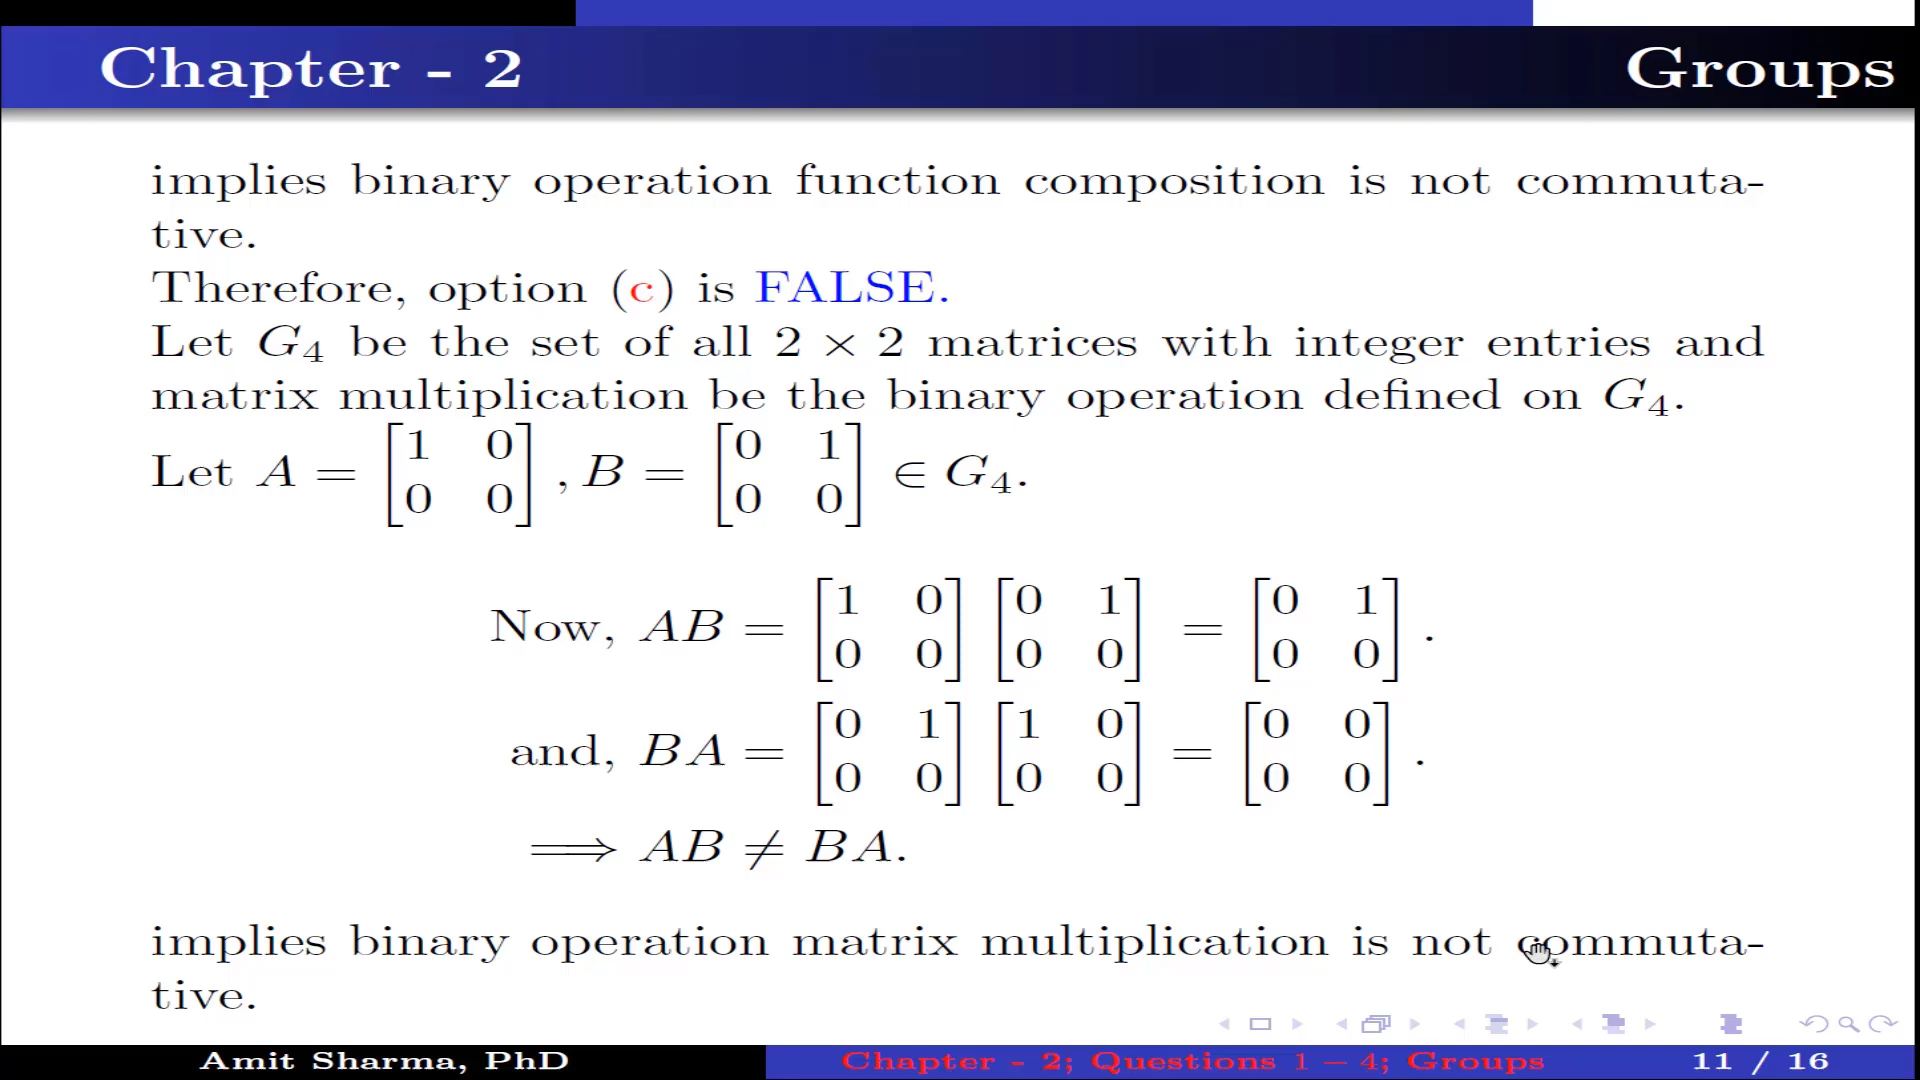 Chapter - 2 Groups
implies binary operation function composition is not commuta-
tive.
Therefore, option (c) is FALSE.
Let G₄ be the set of all 2 × 2 matrices with integer entries and
matrix multiplication be the binary operation defined on G₄.
Let A = [1 0; 0 0], B = [0 1; 0 0] ∈ G₄.
Now, AB = [1 0; 0 0] [0 1; 0 0] = [0 1; 0 0].
and, BA = [0 1; 0 0] [1 0; 0 0] = [0 0; 0 0].
⟹ AB ≠ BA.
implies binary operation matrix multiplication is not commuta-
tive.
Amit Sharma, PhD Chapter - 2; Questions 1 – 4; Groups 11 / 16